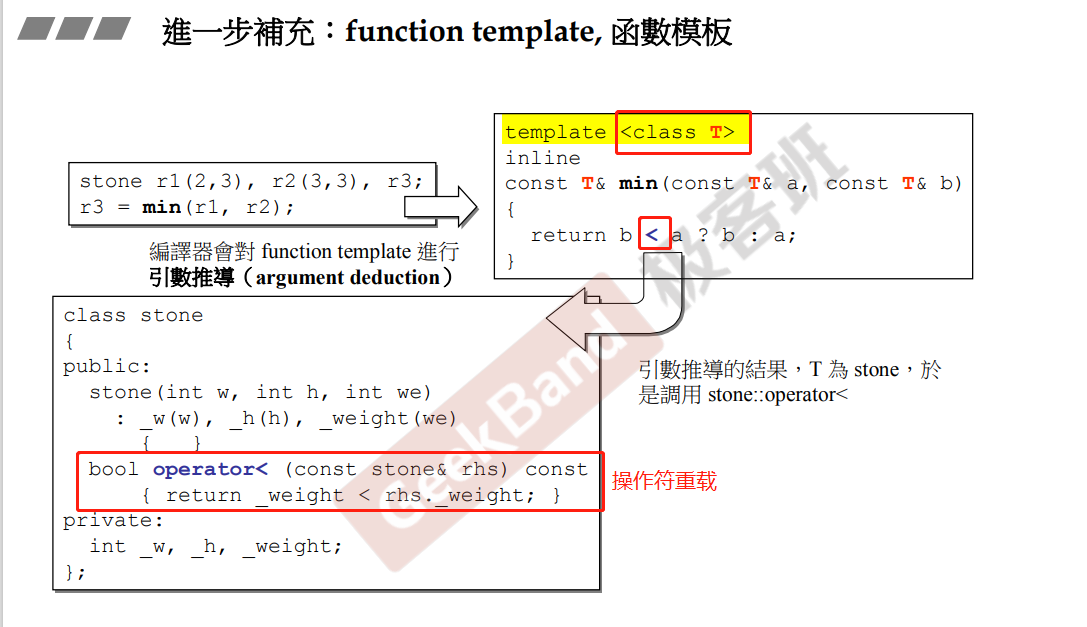 進一步補充：function template, 函數模板
stone r1(2,3), r2(3,3), r3;
r3 = min(r1, r2);
編譯器會對 function template 進行
引數推導（argument deduction）
template <class T>
inline
const T& min(const T& a, const T& b)
{
return b < a ? b : a;
}
class stone
{
public:
stone(int w, int h, int we)
: _w(w), _h(h), _weight(we)
{ }
bool operator< (const stone& rhs) const
{ return _weight < rhs._weight; }
private:
int _w, _h, _weight;
};
引數推導的結果，T 為 stone，於
是調用 stone::operator<
操作符重载
GeekBand 极客班